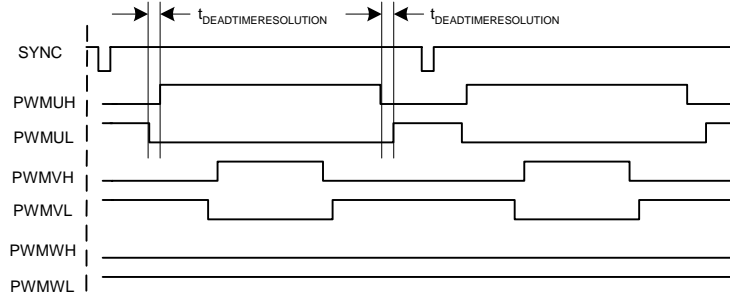 tDEADTIMERESOLUTION tDEADTIMERESOLUTION
SYNC
PWMUH
PWMUL
PWMVH
PWMVL
PWMWH
PWMWL